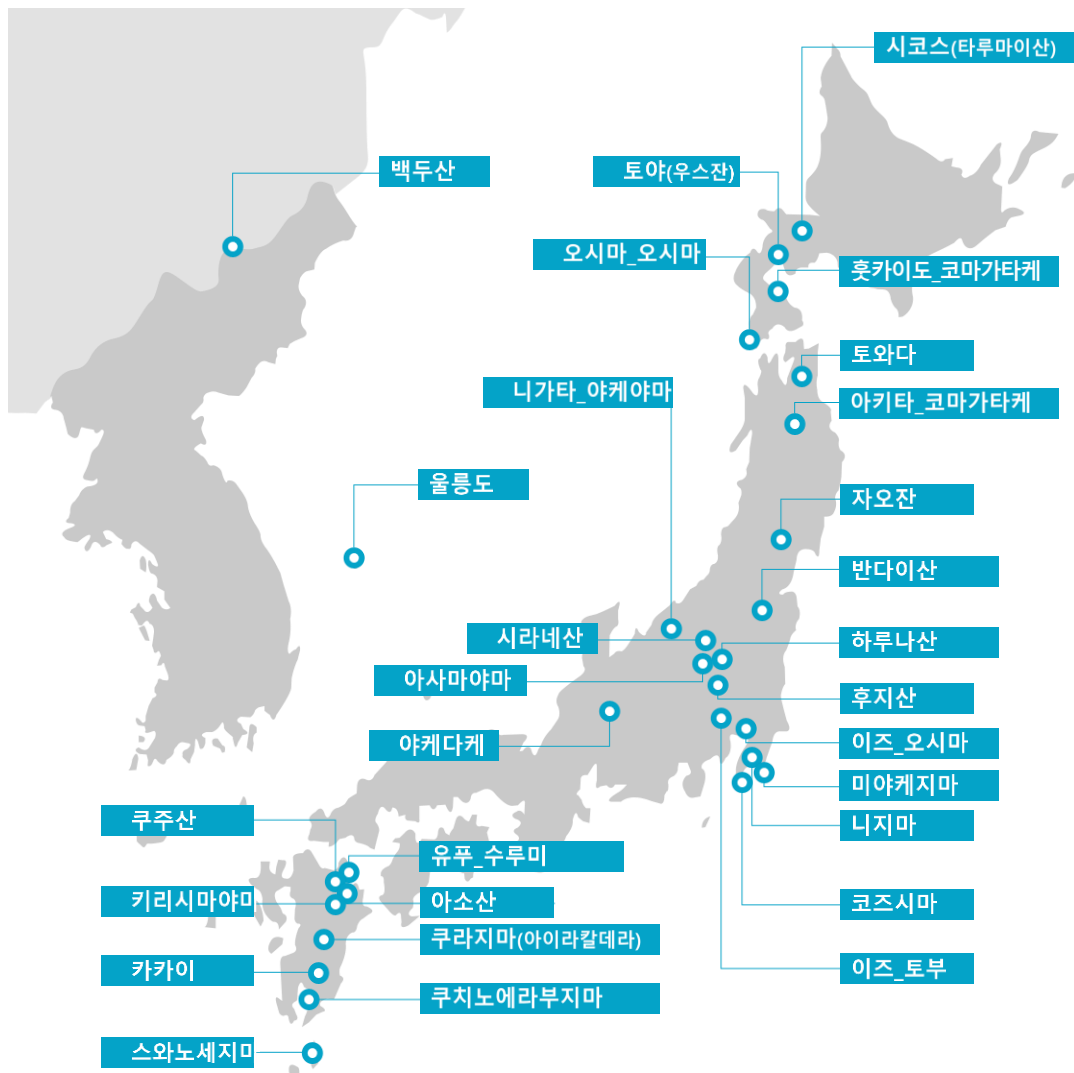 시코스(타루마이산)
백두산
토야(우스잔)
오시마_오시마
훗카이도_코마가타케
토와다
니가타_야케야마
아키타_코마가타케
울릉도
자오잔
반다이산
시라네산
하루나산
아사마야마
후지산
야케다케
이즈_오시마
미야케지마
쿠주산
니지마
유푸_수루미
키리시마야마
아소산
코즈시마
쿠라지마(아이라칼데라)
카카이
이즈_토부
쿠치노에라부지마
스와노세지마